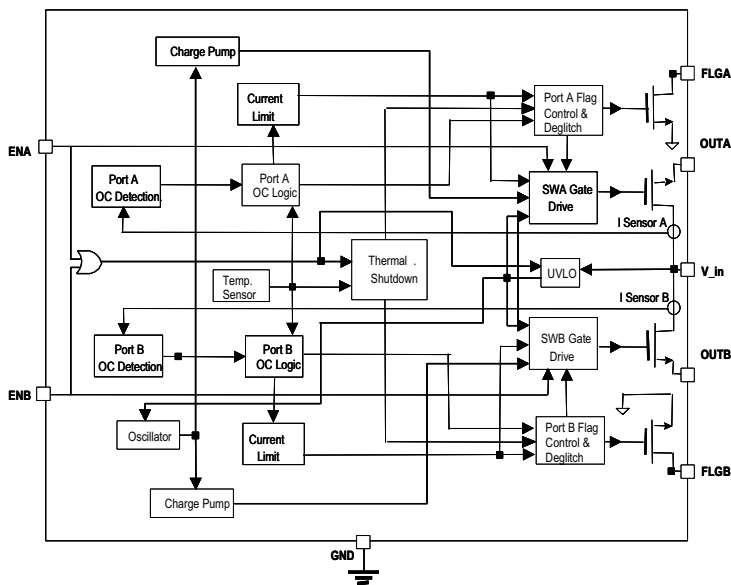 Charge Pump
FLGA
Current
Limit
Port A Flag
Control &
Deglitch
OUTA
ENA
Port A
OC Detection.
Port A
OC Logic
SWA Gate
Drive
I Sensor A
Thermal .
Shutdown
UVLO
V_in
Temp.
Sensor
I Sensor B
Port B
OC Detection
Port B
OC Logic
SWB Gate
Drive
OUTB
ENB
Oscillator
Current
Limit
Port B Flag
Control &
Deglitch
FLGB
Charge Pump
GND